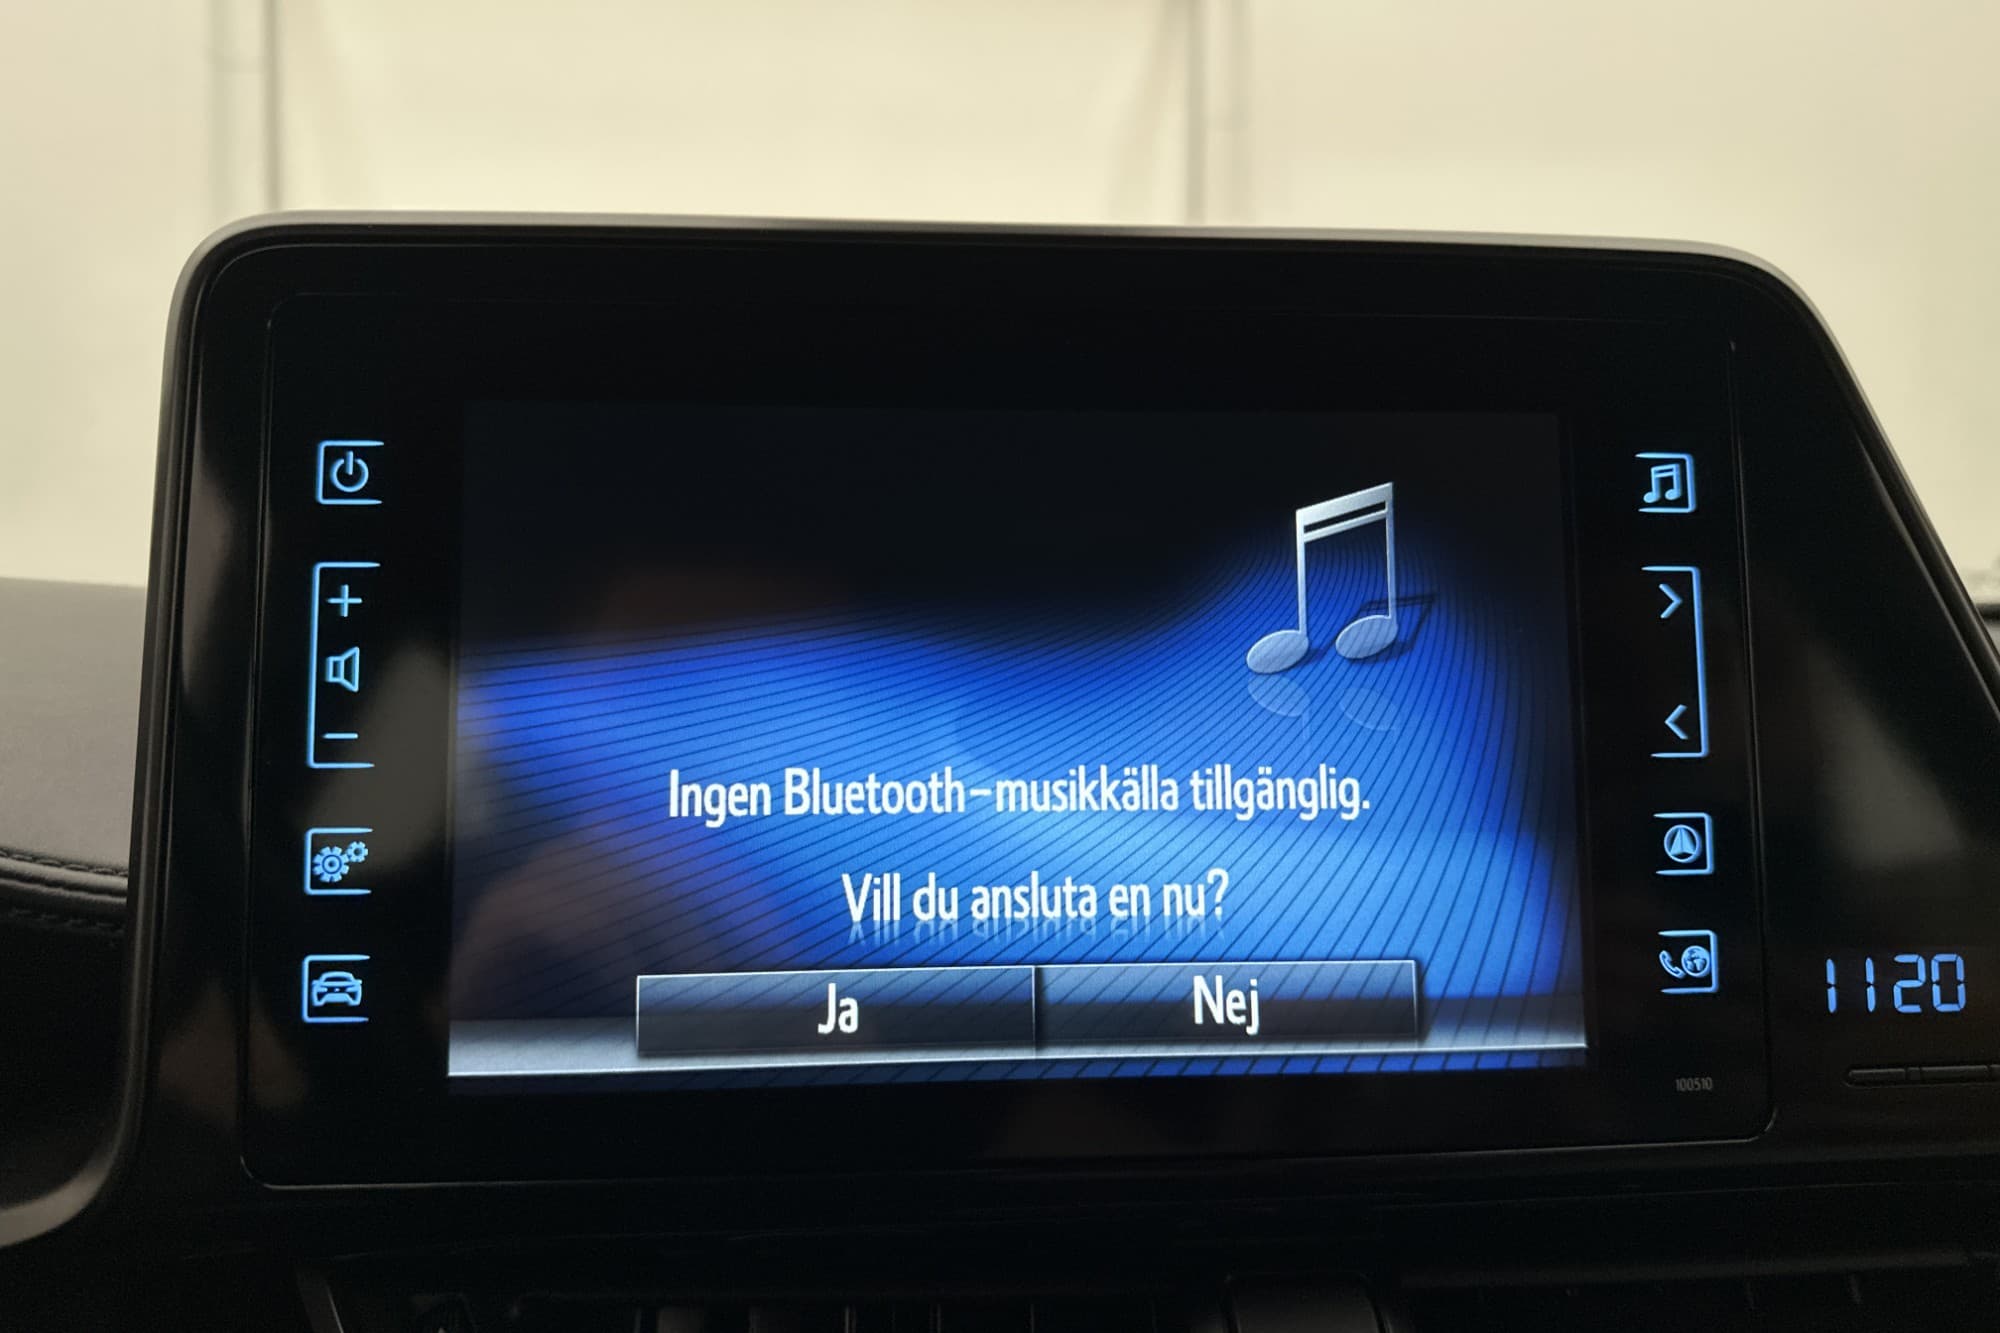 Ingen Bluetooth-musikkälla tillgänglig.
Vill du ansluta en nu?
Ja
Nej
1120
100510